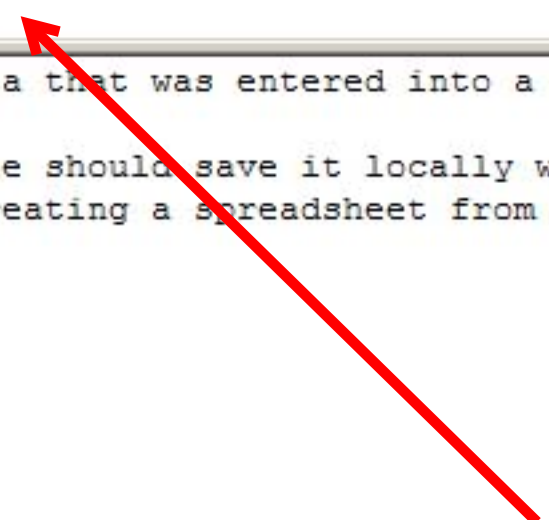 a that was entered into a
e should save it locally w
eating a spreadsheet from